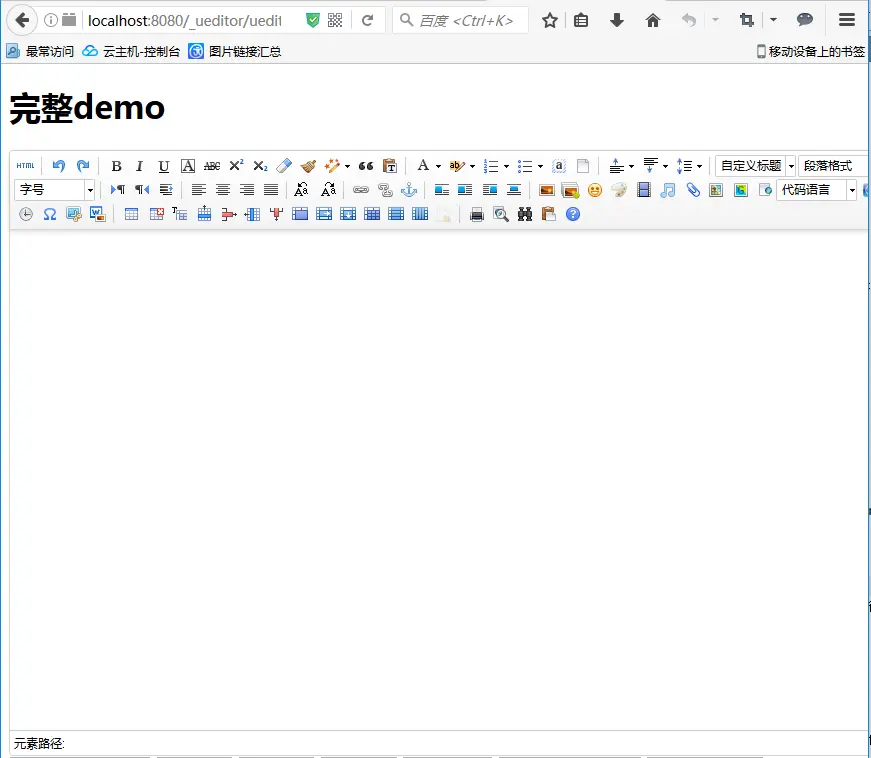 localhost:8080/_ueditor/uedit
百度 <Ctrl+K>
最常访问 云主机-控制台 图片链接汇总 移动设备上的书签
完整demo
HTML B I U A ABC X² X₂ A ab 自定义标题 段落格式
字号 代码语言
元素路径: